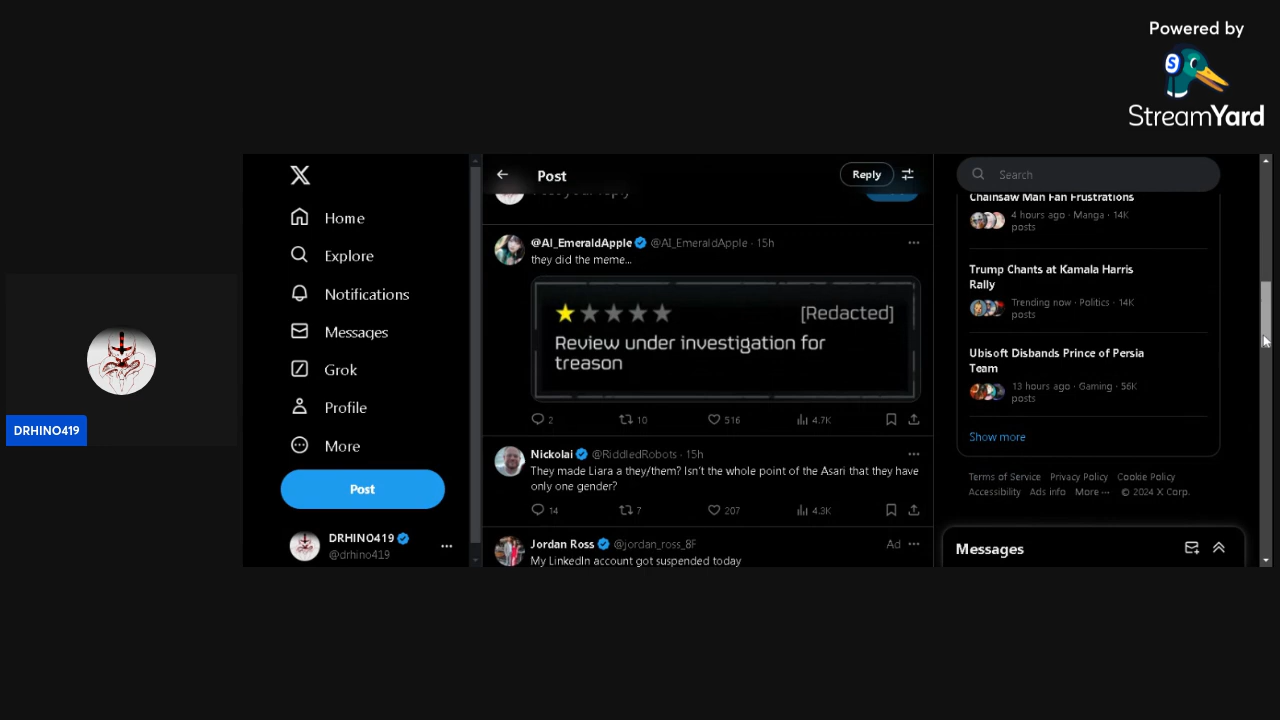 Powered by
StreamYard
DRHINO419
Home
Explore
Notifications
Messages
Grok
Profile
More
Post
DRHINO419
@drhino419
Post
Reply
@AI_EmeraldApple @AI_EmeraldApple · 15h
they did the meme...
[Redacted]
Review under investigation for
treason
2 10 516 4.7K
Nickolai @RiddledRobots · 15h
They made Liara a they/them? Isn't the whole point of the Asari that they have
only one gender?
14 7 207 4.3K
Jordan Ross @jordan_ross_8F Ad
My LinkedIn account got suspended today
Search
Chainsaw Man Fan Frustrations
4 hours ago · Manga · 14K
posts
Trump Chants at Kamala Harris
Rally
Trending now · Politics · 14K
posts
Ubisoft Disbands Prince of Persia
Team
13 hours ago · Gaming · 56K
posts
Show more
Terms of Service Privacy Policy Cookie Policy
Accessibility Ads info More ··· © 2024 X Corp.
Messages